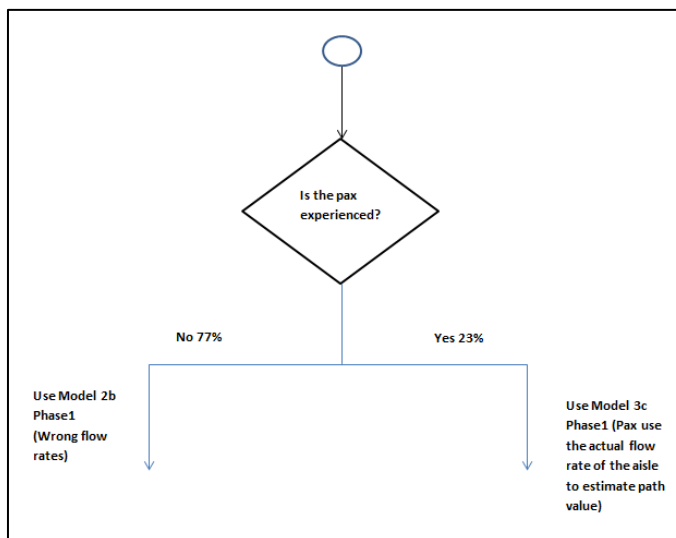 Is the pax
experienced?
No 77%
Yes 23%
Use Model 2b
Phase1
(Wrong flow
rates)
Use Model 3c
Phase1 (Pax use
the actual flow
rate of the aisle
to estimate path
value)